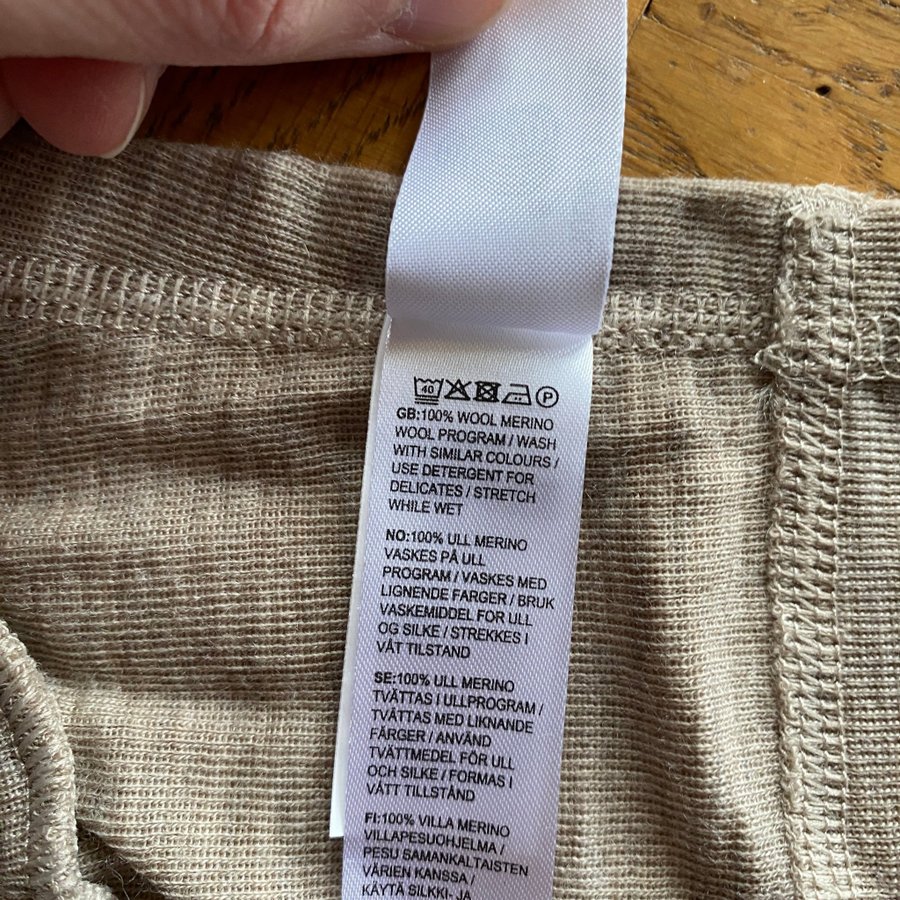 40 P
GB:100% WOOL MERINO
WOOL PROGRAM / WASH
WITH SIMILAR COLOURS /
USE DETERGENT FOR
DELICATES / STRETCH
WHILE WET
NO:100% ULL MERINO
VASKES PÅ ULL
PROGRAM / VASKES MED
LIGNENDE FARGER / BRUK
VASKEMIDDEL FOR ULL
OG SILKE / STREKKES I
VÅT TILSTAND
SE:100% ULL MERINO
TVÄTTAS I ULLPROGRAM /
TVÄTTAS MED LIKNANDE
FÄRGER / ANVÄND
TVÄTTMEDEL FÖR ULL
OCH SILKE / FORMAS I
VÅTT TILLSTÅND
FI:100% VILLA MERINO
VILLAPESUOHJELMA /
PESU SAMANKALTAISTEN
VÄRIEN KANSSA /
KÄYTÄ SILKKI- JA